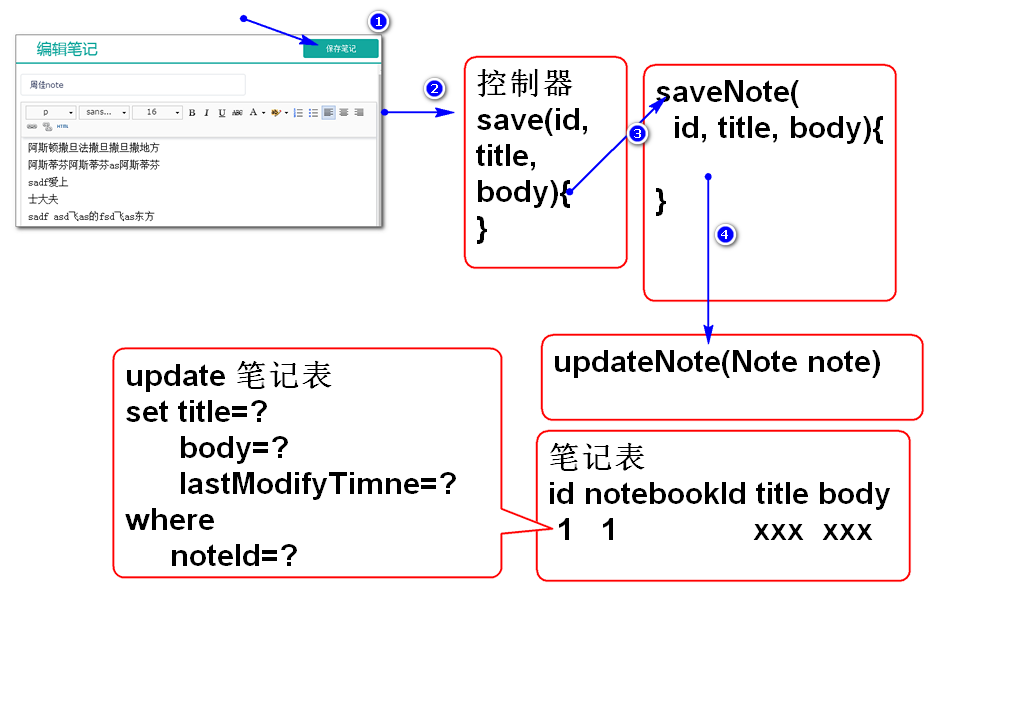 1
编辑笔记
保存笔记
周佳note
p
sans...
16
B I U ABC A
HTML
阿斯顿撒旦法撒旦撒旦撒地方
阿斯蒂芬阿斯蒂芬as阿斯蒂芬
sadf爱上
士大夫
sadf asd飞as的fsd飞as东方
2
控制器
save(id,
title,
body){
}
3
saveNote(
id, title, body){
}
4
updateNote(Note note)
update 笔记表
set title=?
body=?
lastModifyTimne=?
where
noteId=?
笔记表
id notebookId title body
1 1 xxx xxx